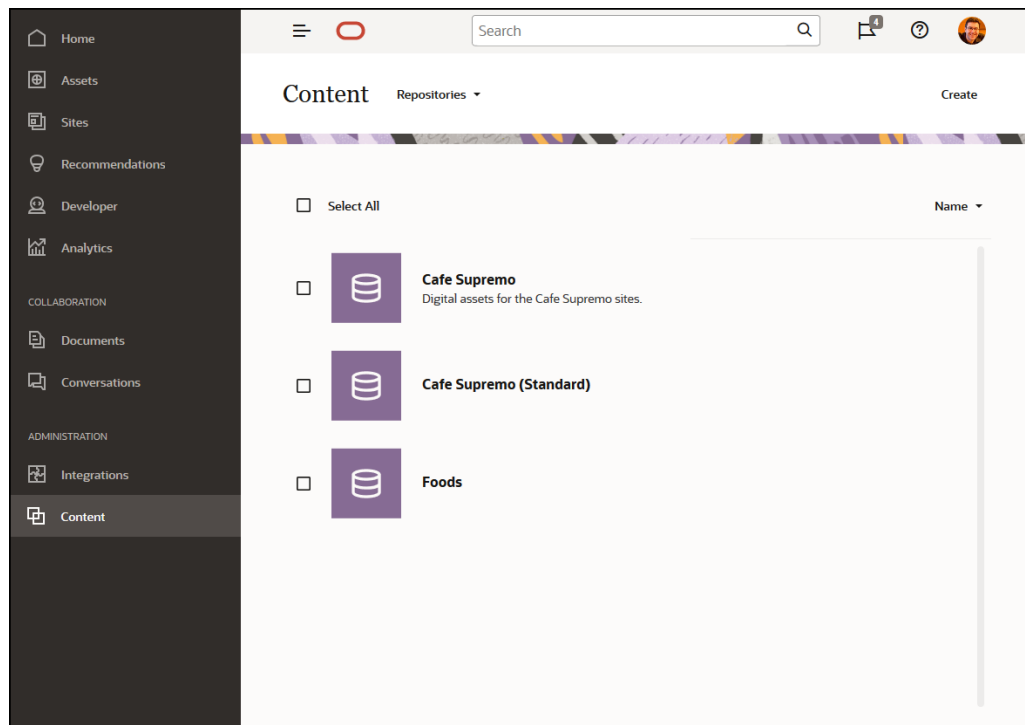 Home
Assets
Sites
Recommendations
Developer
Analytics
COLLABORATION
Documents
Conversations
ADMINISTRATION
Integrations
Content
Search
4
Content
Repositories
Create
Select All
Name
Cafe Supremo
Digital assets for the Cafe Supremo sites.
Cafe Supremo (Standard)
Foods